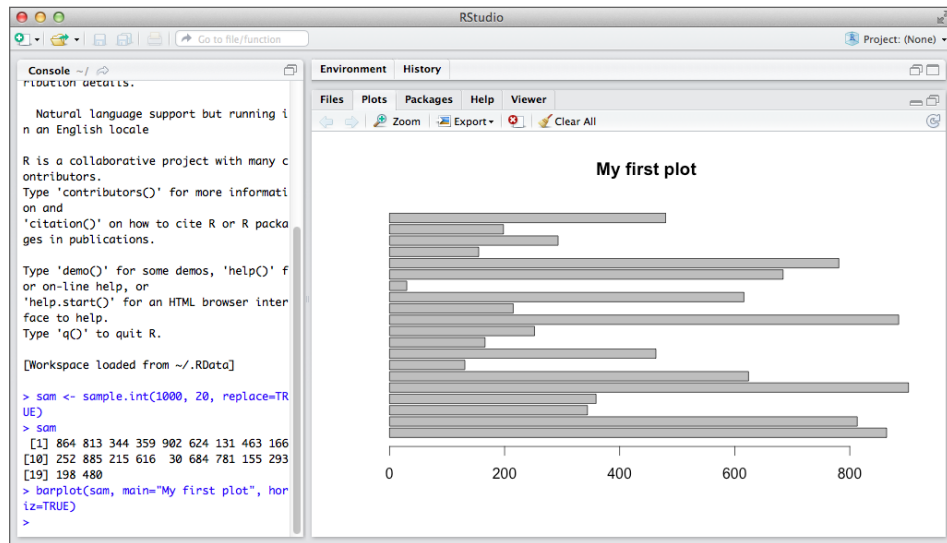 RStudio
Go to file/function
Project: (None)
Console ~/
ribution details.
Natural language support but running i
n an English locale
R is a collaborative project with many c
ontributors.
Type 'contributors()' for more informati
on and
'citation()' on how to cite R or R packa
ges in publications.
Type 'demo()' for some demos, 'help()' f
or on-line help, or
'help.start()' for an HTML browser inter
face to help.
Type 'q()' to quit R.
[Workspace loaded from ~/.RData]
> sam <- sample.int(1000, 20, replace=TR
UE)
> sam
[1] 864 813 344 359 902 624 131 463 166
[10] 252 885 215 616  30 684 781 155 293
[19] 198 480
> barplot(sam, main="My first plot", hor
iz=TRUE)
>
Environment History
Files Plots Packages Help Viewer
Zoom Export Clear All
My first plot
0 200 400 600 800